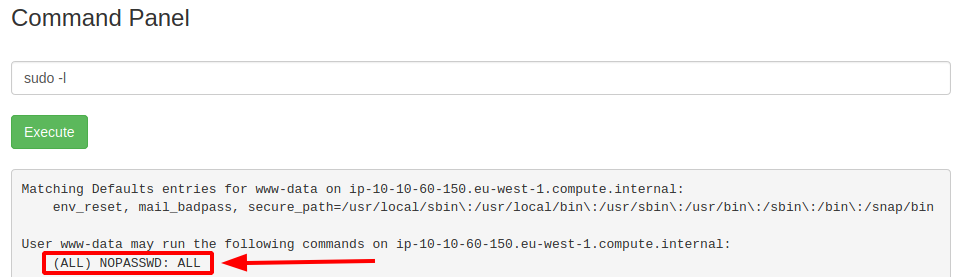 Command Panel
sudo -l
Execute
Matching Defaults entries for www-data on ip-10-10-60-150.eu-west-1.compute.internal:
    env_reset, mail_badpass, secure_path=/usr/local/sbin\:/usr/local/bin\:/usr/sbin\:/usr/bin\:/sbin\:/bin\:/snap/bin
User www-data may run the following commands on ip-10-10-60-150.eu-west-1.compute.internal:
    (ALL) NOPASSWD: ALL